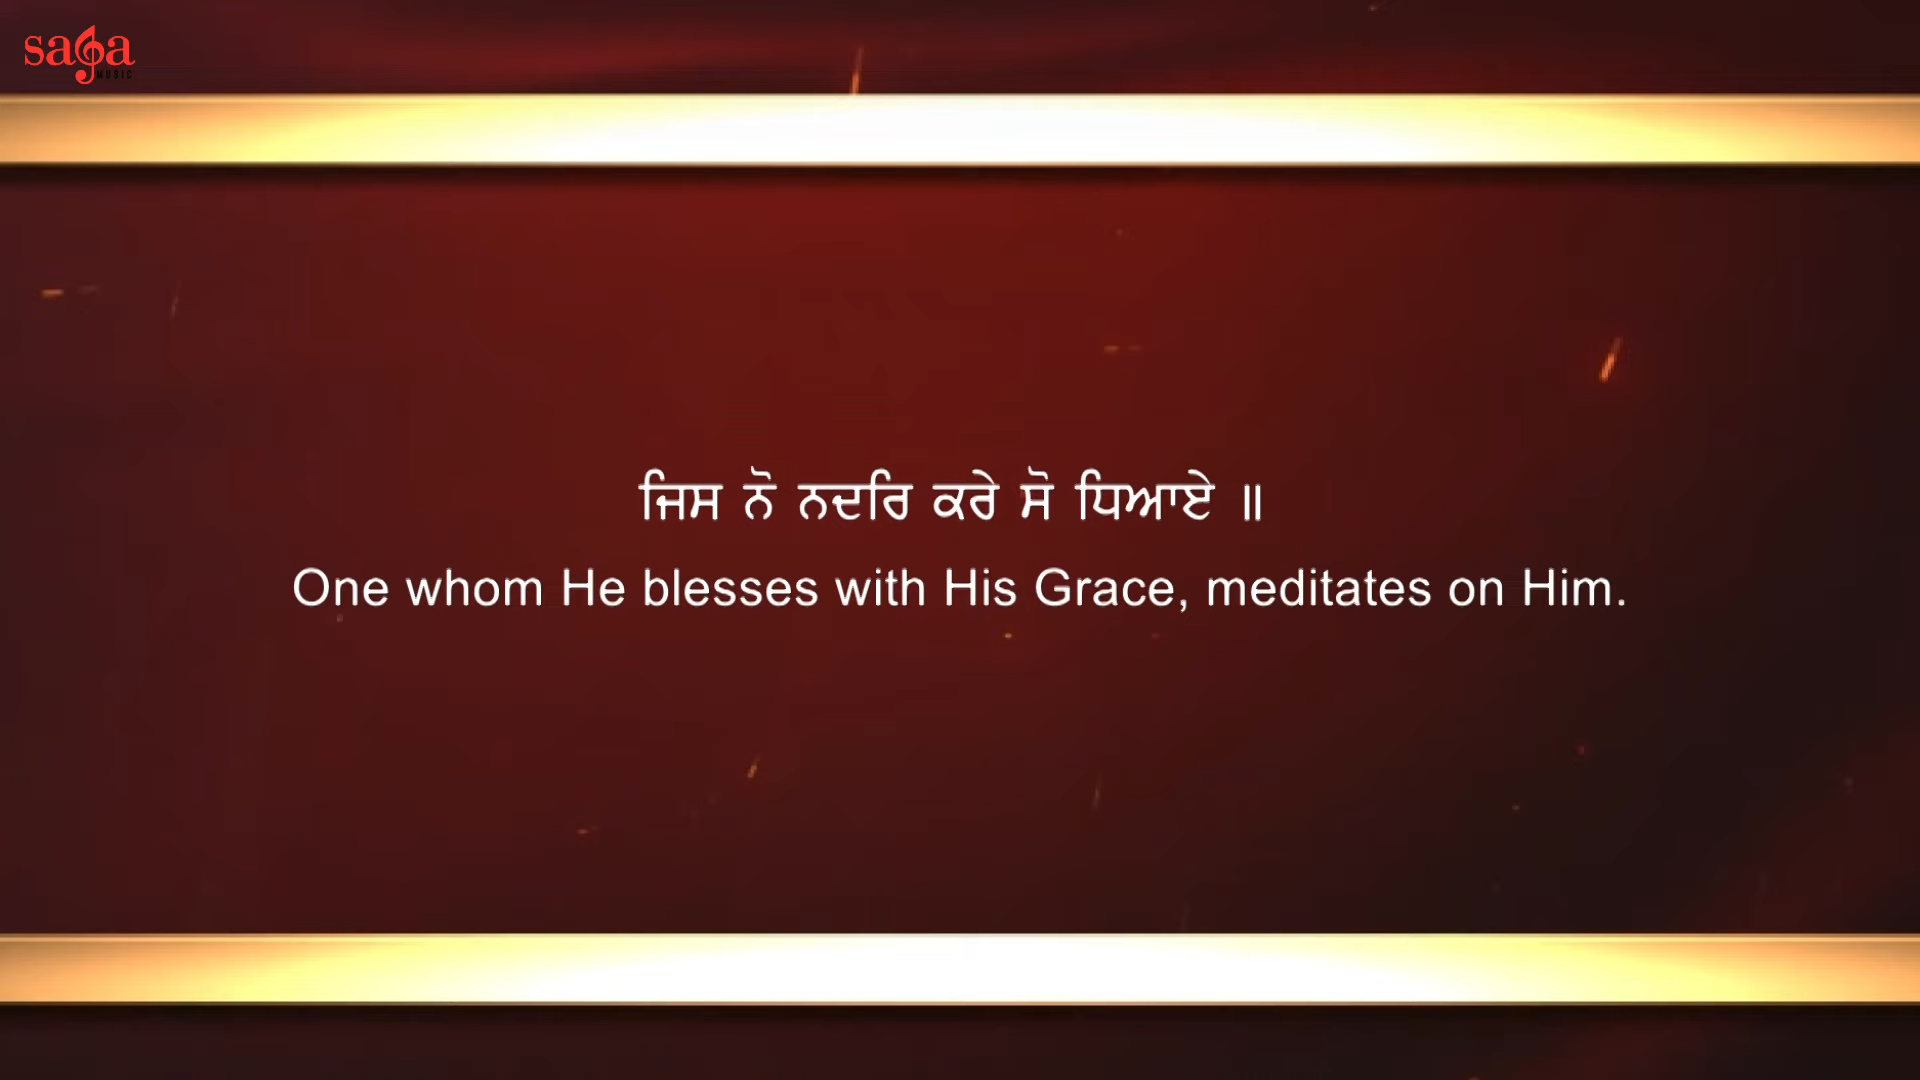 saga
MUSIC
ਜਿਸ ਨੋ ਨਦਰਿ ਕਰੇ ਸੋ ਧਿਆਏ ॥
One whom He blesses with His Grace, meditates on Him.